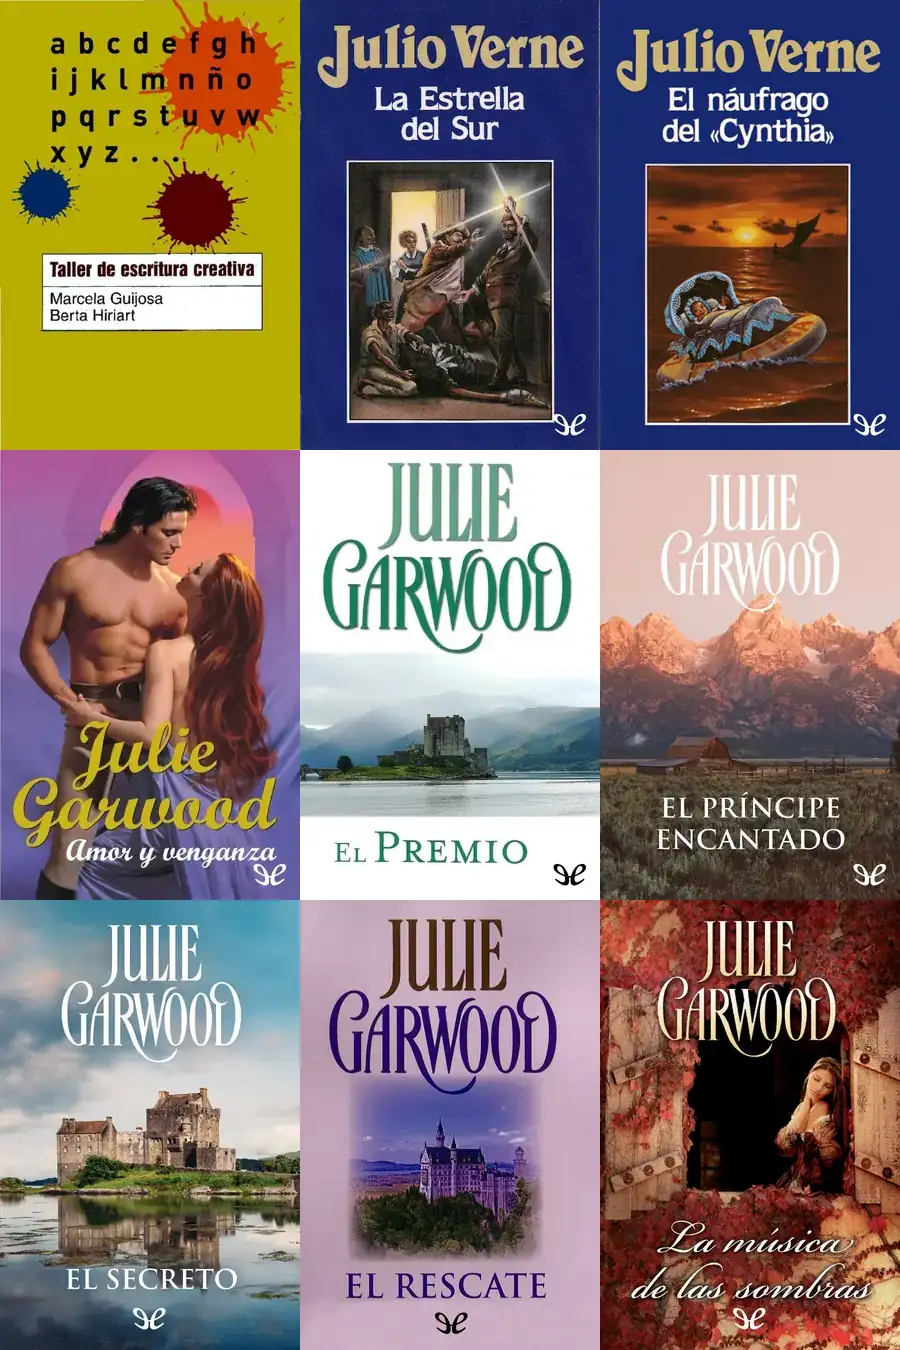 a b c d e f g h
i j k l m n ñ o
p q r s t u v w
x y z . . .
Taller de escritura creativa
Marcela Guijosa
Berta Hiriart
Julio Verne
La Estrella
del Sur
Julio Verne
El náufrago
del «Cynthia»
Julie
Garwood
Amor y venganza
JULIE
GARWOOD
EL PREMIO
JULIE
GARWOOD
EL PRÍNCIPE
ENCANTADO
JULIE
GARWOOD
EL SECRETO
JULIE
GARWOOD
EL RESCATE
JULIE
GARWOOD
La música
de las sombras